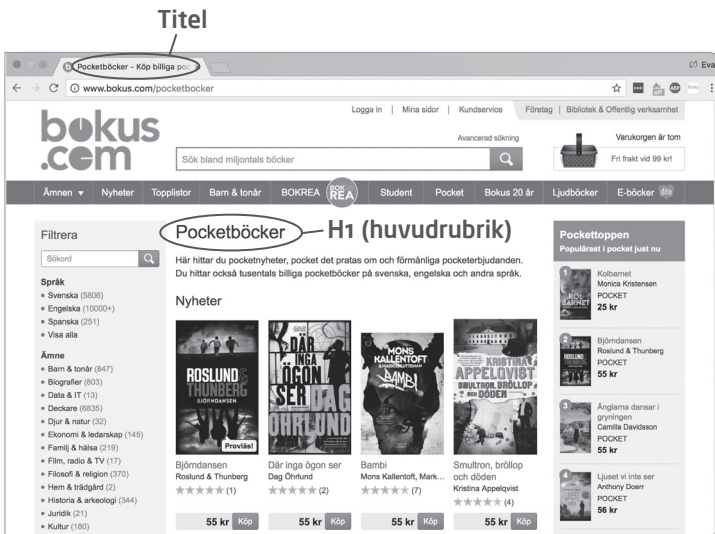 Titel
Pocketböcker - Köp billiga poc
Eva
www.bokus.com/pocketbocker
Logga in | Mina sidor | Kundservice
Företag | Bibliotek & Offentlig verksamhet
bokus
.com
Avancerad sökning
Sök bland miljontals böcker
Varukorgen är tom
Fri frakt vid 99 kr!
Ämnen Nyheter Topplistor Barn & tonår BOKREA BOK REA Student Pocket Bokus 20 år Ljudböcker E-böcker
Filtrera
Sökord
Språk
Svenska (5806)
Engelska (10000+)
Spanska (251)
Visa alla
Ämne
Barn & tonår (847)
Biografier (803)
Data & IT (13)
Deckare (6835)
Djur & natur (32)
Ekonomi & ledarskap (145)
Familj & hälsa (219)
Film, radio & TV (17)
Filosofi & religion (370)
Hem & trädgård (2)
Historia & arkeologi (344)
Juridik (21)
Kultur (180)
Pocketböcker
H1 (huvudrubrik)
Här hittar du pocketnyheter, pocket det pratas om och förmånliga pocketerbjudanden.
Du hittar också tusentals billiga pocketböcker på svenska, engelska och andra språk.
Nyheter
ROSLUND
THUNBERG
BJÖRNDANSEN
Provläs!
Björndansen
Roslund & Thunberg
(1)
55 kr Köp
DÄR
INGA
ÖGON
SER DAG
ÖHRLUND
Där inga ögon ser
Dag Öhrlund
(2)
55 kr Köp
MONS
KALLENTOFT
BAMBI
Bambi
Mons Kallentoft, Mark...
(7)
55 kr Köp
KRISTINA
APPELQVIST
SMULTRON, BRÖLLOP
OCH DÖDEN
Smultron, bröllop
och döden
Kristina Appelqvist
(4)
55 kr Köp
Pockettoppen
Populärast i pocket just nu
1
KOL
BARNET
Kolbarnet
Monica Kristensen
POCKET
25 kr
2
ROSLUND
THUNBERG
Björndansen
Roslund & Thunberg
POCKET
55 kr
3
Änglarna dansar i
gryningen
Camilla Davidsson
POCKET
55 kr
4
Ljuset vi inte ser
Anthony Doerr
POCKET
56 kr